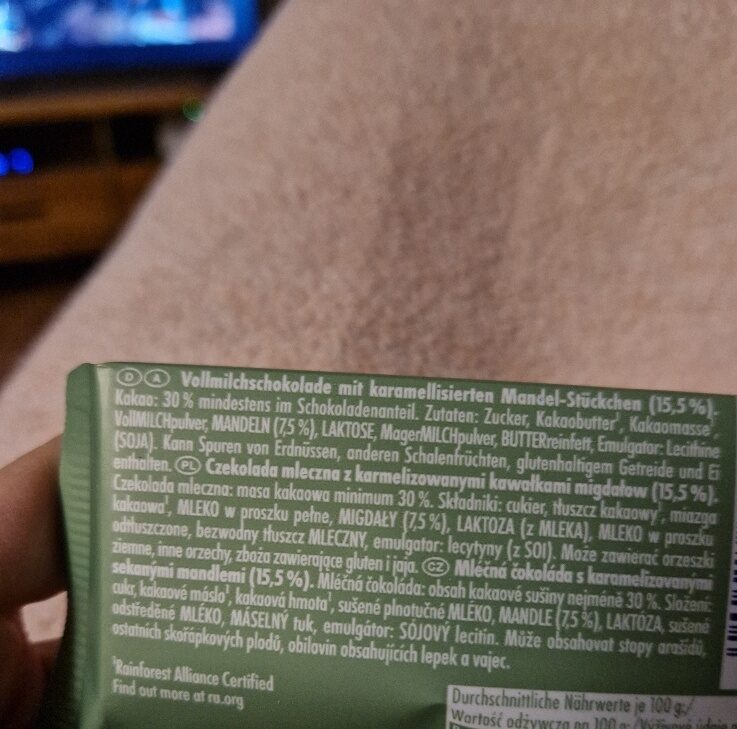 D A Vollmilchschokolade mit karamellisierten Mandel-Stückchen (15,5 %).
Kakao: 30 % mindestens im Schokoladenanteil. Zutaten: Zucker, Kakaobutter¹, Kakaomasse¹,
VollMILCHpulver, MANDELN (7,5 %), LAKTOSE, MagerMILCHpulver, BUTTERreinfett, Emulgator: Lecithine
(SOJA). Kann Spuren von Erdnüssen, anderen Schalenfrüchten, glutenhaltigem Getreide und Ei
enthalten. PL Czekolada mleczna z karmelizowanymi kawałkami migdałów (15,5 %).
Czekolada mleczna: masa kakaowa minimum 30 %. Składniki: cukier, tłuszcz kakaowy¹, miazga
kakaowa¹, MLEKO w proszku pełne, MIGDAŁY (7,5 %), LAKTOZA (z MLEKA), MLEKO w proszku
odtłuszczone, bezwodny tłuszcz MLECZNY, emulgator: lecytyny (z SOI). Może zawierać orzeszki
ziemne, inne orzechy, zboża zawierające gluten i jaja. CZ Mléčná čokoláda s karamelizovanými
sekanými mandlemi (15,5 %). Mléčná čokoláda: obsah kakaové sušiny nejméně 30 %. Složení:
cukr, kakaové máslo¹, kakaová hmota¹, sušené plnotučné MLÉKO, MANDLE (7,5 %), LAKTÓZA, sušené
odstředěné MLÉKO, MÁSELNÝ tuk, emulgátor: SÓJOVÝ lecitin. Může obsahovat stopy arašídů,
ostatních skořápkových plodů, obilovin obsahujících lepek a vajec.
¹Rainforest Alliance Certified
Find out more at ra.org
Durchschnittliche Nährwerte je 100 g:/
Wartość odżywcza na 100 g: